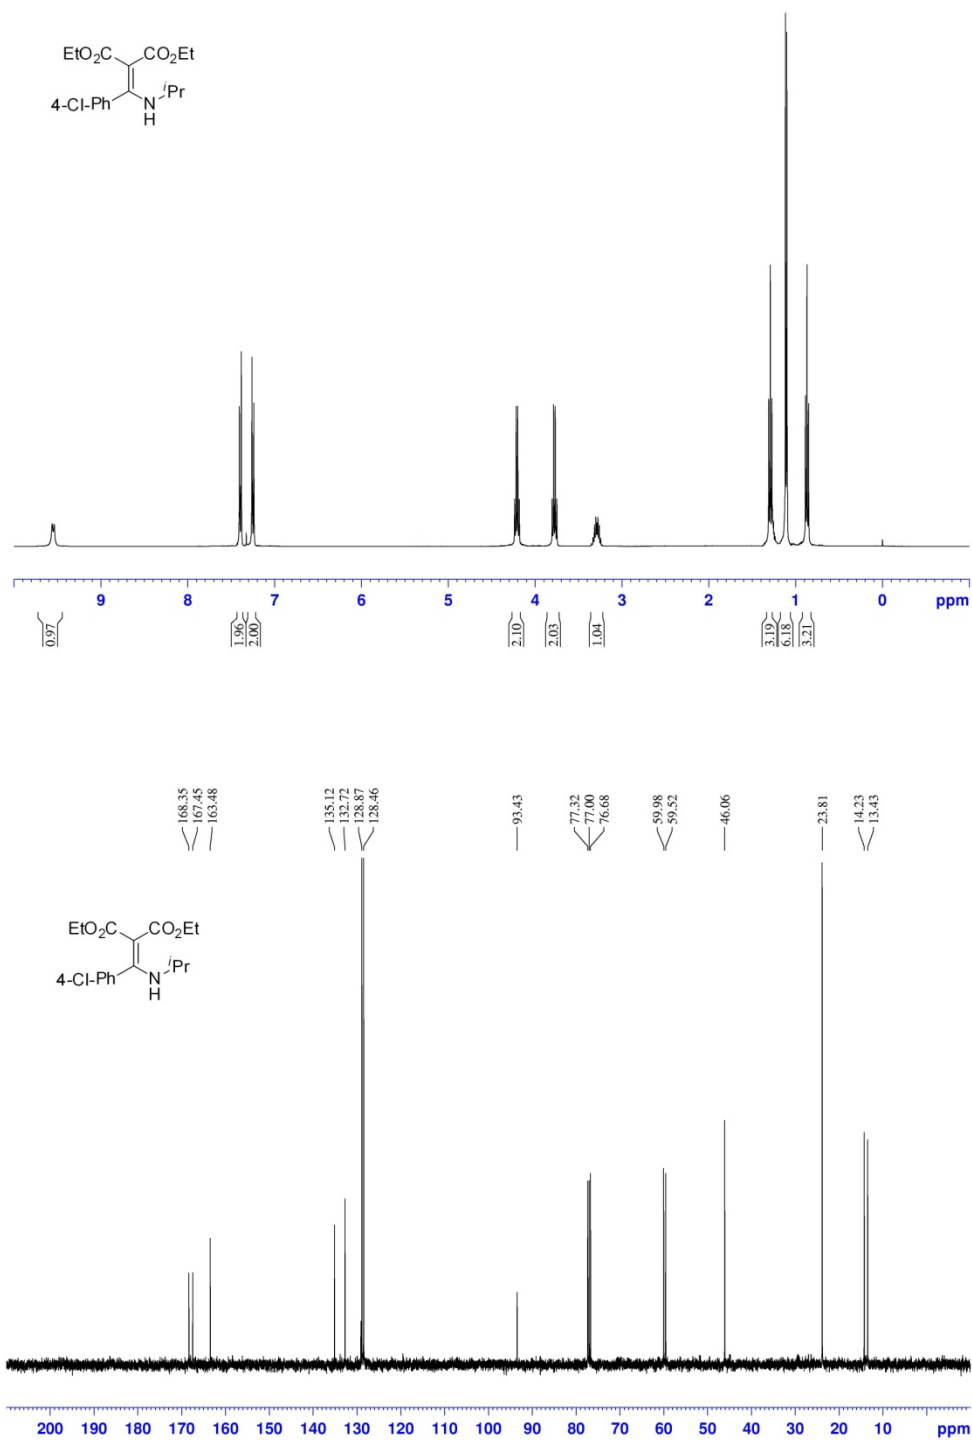 EtO2C CO2Et
4-Cl-Ph N iPr
H
9 8 7 6 5 4 3 2 1 0 ppm
0.97 1.96 2.00 2.10 2.03 1.04 3.19 6.18 3.21
168.35 167.45 163.48 135.12 132.72 128.87 128.46 93.43 77.32 77.00 76.68 59.98 59.52 46.06 23.81 14.23 13.43
EtO2C CO2Et
4-Cl-Ph N iPr
H
200 190 180 170 160 150 140 130 120 110 100 90 80 70 60 50 40 30 20 10 ppm